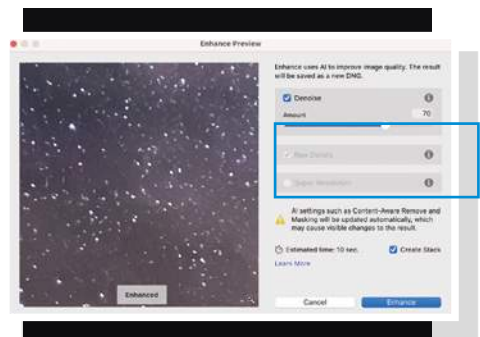 Enhance Preview
Enhance uses AI to improve image quality. The result
will be saved as a new DNG.
Denoise
Amount 70
Raw Details
Super Resolution
AI settings such as Content-Aware Remove and
Masking will be updated automatically, which
may cause visible changes to the result.
Estimated time: 10 sec. Create Stack
Learn More
Enhanced
Cancel Enhance